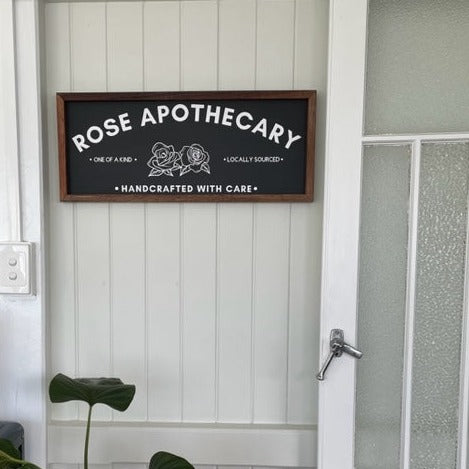 ROSE APOTHECARY
• ONE OF A KIND • • LOCALLY SOURCED •
• HANDCRAFTED WITH CARE •